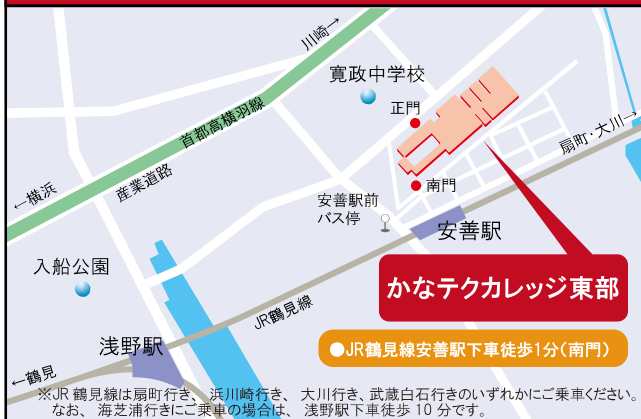 川崎→
寛政中学校
正門
首都高横羽線
扇町・大川→
産業道路
←横浜
南門
安善駅前
バス停
安善駅
入船公園
かなテクカレッジ東部
JR鶴見線
浅野駅
●JR鶴見線安善駅下車徒歩1分(南門)
←鶴見
※JR鶴見線は扇町行き、浜川崎行き、大川行き、武蔵白石行きのいずれかにご乗車ください。
なお、海芝浦行きにご乗車の場合は、浅野駅下車徒歩10分です。